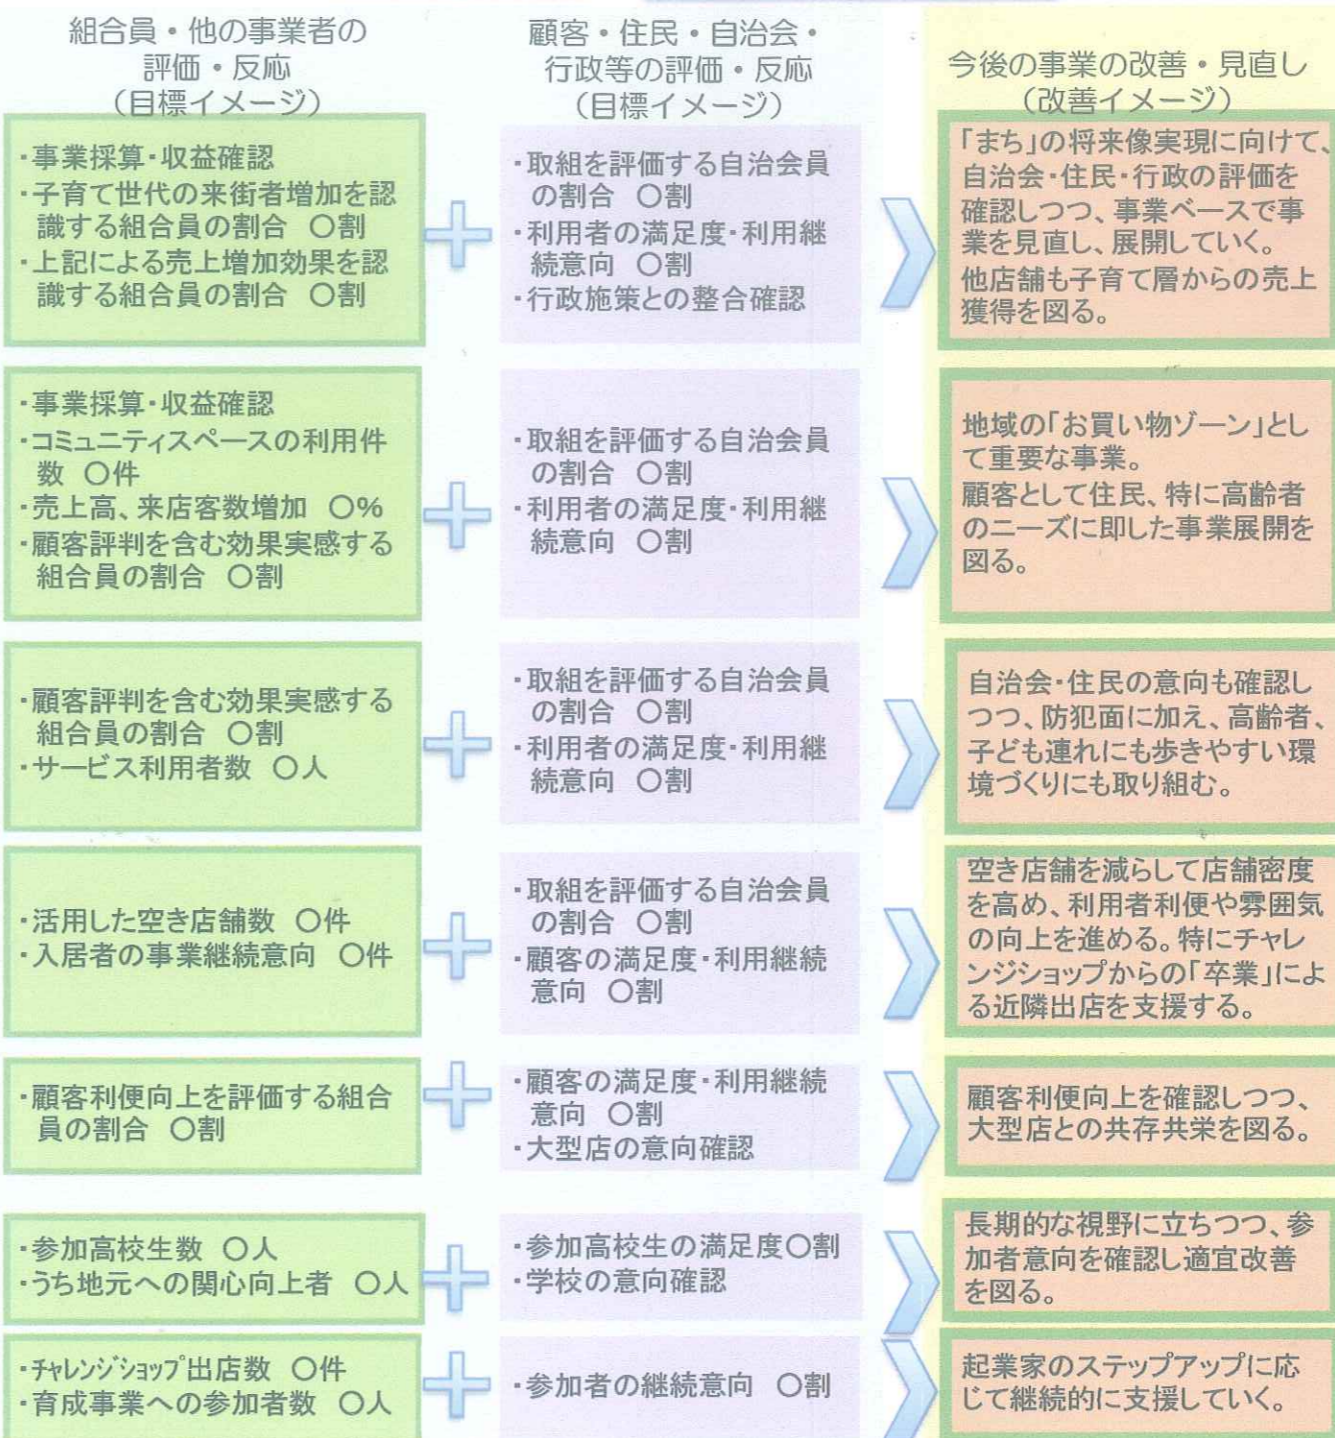 組合員・他の事業者の
評価・反応
（目標イメージ）
顧客・住民・自治会・
行政等の評価・反応
（目標イメージ）
今後の事業の改善・見直し
（改善イメージ）
・事業採算・収益確認
・子育て世代の来街者増加を認
識する組合員の割合　〇割
・上記による売上増加効果を認
識する組合員の割合　〇割
・取組を評価する自治会員
の割合　〇割
・利用者の満足度・利用継
続意向　〇割
・行政施策との整合確認
「まち」の将来像実現に向けて、
自治会・住民・行政の評価を
確認しつつ、事業ベースで事
業を見直し、展開していく。
他店舗も子育て層からの売上
獲得を図る。
・事業採算・収益確認
・コミュニティスペースの利用件
数　〇件
・売上高、来店客数増加　〇%
・顧客評判を含む効果実感する
組合員の割合　〇割
・取組を評価する自治会員
の割合　〇割
・利用者の満足度・利用継
続意向　〇割
地域の「お買い物ゾーン」とし
て重要な事業。
顧客として住民、特に高齢者
のニーズに即した事業展開を
図る。
・顧客評判を含む効果実感する
組合員の割合　〇割
・サービス利用者数　〇人
・取組を評価する自治会員
の割合　〇割
・利用者の満足度・利用継
続意向　〇割
自治会・住民の意向も確認し
つつ、防犯面に加え、高齢者、
子ども連れにも歩きやすい環
境づくりにも取り組む。
・活用した空き店舗数　〇件
・入居者の事業継続意向　〇件
・取組を評価する自治会員
の割合　〇割
・顧客の満足度・利用継続
意向　〇割
空き店舗を減らして店舗密度
を高め、利用者利便や雰囲気
の向上を進める。特にチャレ
ンジショップからの「卒業」によ
る近隣出店を支援する。
・顧客利便向上を評価する組合
員の割合　〇割
・顧客の満足度・利用継続
意向　〇割
・大型店の意向確認
顧客利便向上を確認しつつ、
大型店との共存共栄を図る。
・参加高校生数　〇人
・うち地元への関心向上者　〇人
・参加高校生の満足度〇割
・学校の意向確認
長期的な視野に立ちつつ、参
加者意向を確認し適宜改善
を図る。
・チャレンジショップ出店数　〇件
・育成事業への参加者数　〇人
・参加者の継続意向　〇割
起業家のステップアップに応
じて継続的に支援していく。